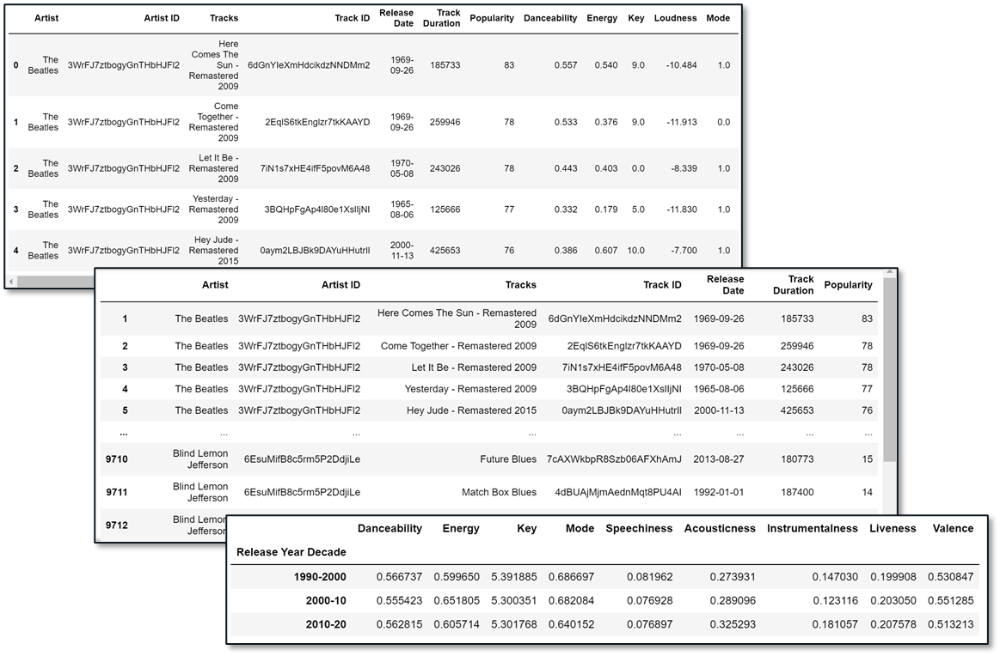 Artist Artist ID Tracks Track ID Release Date Track Duration Popularity Danceability Energy Key Loudness Mode
0 The Beatles 3WrFJ7ztbogyGnTHbHJFl2 Here Comes The Sun - Remastered 2009 6dGnYIeXmHdcikdzNNDMm2 1969-09-26 185733 83 0.557 0.540 9.0 -10.484 1.0
1 The Beatles 3WrFJ7ztbogyGnTHbHJFl2 Come Together - Remastered 2009 2EqlS6tkEnglzr7tkKAAYD 1969-09-26 259946 78 0.533 0.376 9.0 -11.913 0.0
2 The Beatles 3WrFJ7ztbogyGnTHbHJFl2 Let It Be - Remastered 2009 7iN1s7xHE4ifF5povM6A48 1970-05-08 243026 78 0.443 0.403 0.0 -8.339 1.0
3 The Beatles 3WrFJ7ztbogyGnTHbHJFl2 Yesterday - Remastered 2009 3BQHpFgAp4l80e1XslIjNI 1965-08-06 125666 77 0.332 0.179 5.0 -11.830 1.0
4 The Beatles 3WrFJ7ztbogyGnTHbHJFl2 Hey Jude - Remastered 2015 0aym2LBJBk9DAYuHHutrIl 2000-11-13 425653 76 0.386 0.607 10.0 -7.700 1.0
Artist Artist ID Tracks Track ID Release Date Track Duration Popularity
1 The Beatles 3WrFJ7ztbogyGnTHbHJFl2 Here Comes The Sun - Remastered 2009 6dGnYIeXmHdcikdzNNDMm2 1969-09-26 185733 83
2 The Beatles 3WrFJ7ztbogyGnTHbHJFl2 Come Together - Remastered 2009 2EqlS6tkEnglzr7tkKAAYD 1969-09-26 259946 78
3 The Beatles 3WrFJ7ztbogyGnTHbHJFl2 Let It Be - Remastered 2009 7iN1s7xHE4ifF5povM6A48 1970-05-08 243026 78
4 The Beatles 3WrFJ7ztbogyGnTHbHJFl2 Yesterday - Remastered 2009 3BQHpFgAp4l80e1XslIjNI 1965-08-06 125666 77
5 The Beatles 3WrFJ7ztbogyGnTHbHJFl2 Hey Jude - Remastered 2015 0aym2LBJBk9DAYuHHutrIl 2000-11-13 425653 76
... ... ... ... ... ... ... ...
9710 Blind Lemon Jefferson 6EsuMifB8c5rm5P2DdjiLe Future Blues 7cAXWkbpR8Szb06AFXhAmJ 2013-08-27 180773 15
9711 Blind Lemon Jefferson 6EsuMifB8c5rm5P2DdjiLe Match Box Blues 4dBUAjMjmAednMqt8PU4AI 1992-01-01 187400 14
9712 Blind Lemon Jefferson
Danceability Energy Key Mode Speechiness Acousticness Instrumentalness Liveness Valence
Release Year Decade
1990-2000 0.566737 0.599650 5.391885 0.686697 0.081962 0.273931 0.147030 0.199908 0.530847
2000-10 0.555423 0.651805 5.300351 0.682084 0.076928 0.289096 0.123116 0.203050 0.551285
2010-20 0.562815 0.605714 5.301768 0.640152 0.076897 0.325293 0.181057 0.207578 0.513213